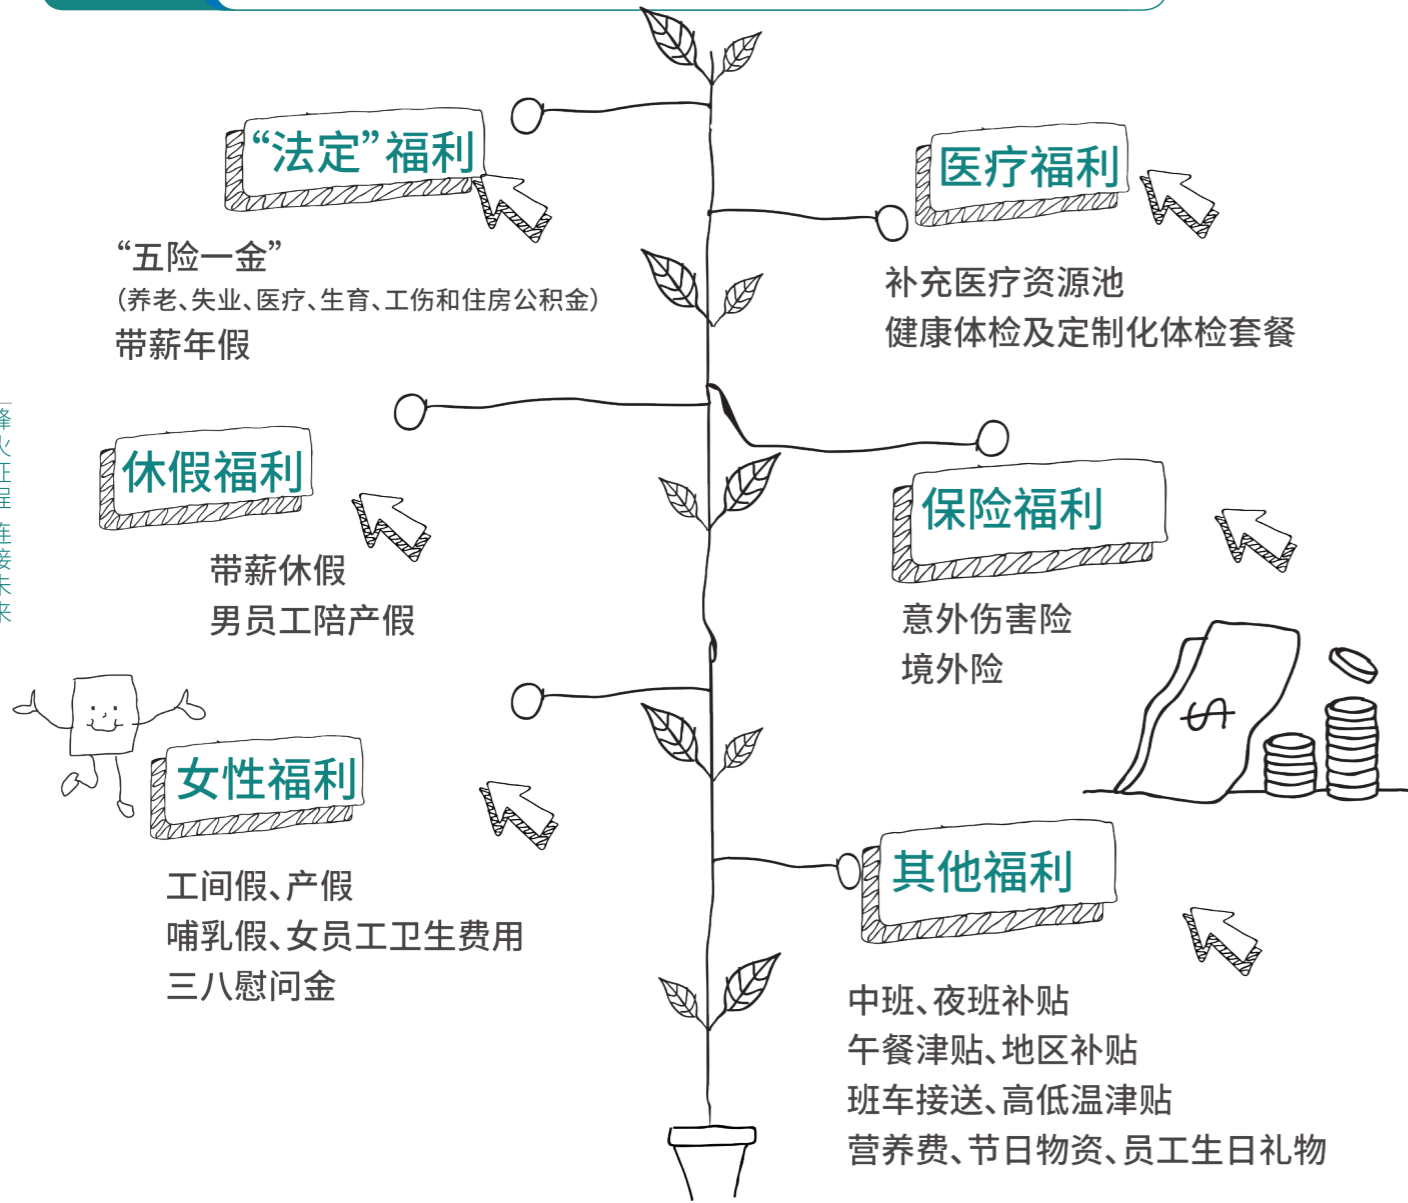 “法定”福利
“五险一金”
（养老、失业、医疗、生育、工伤和住房公积金）
带薪年假
医疗福利
补充医疗资源池
健康体检及定制化体检套餐
休假福利
带薪休假
男员工陪产假
保险福利
意外伤害险
境外险
女性福利
工间假、产假
哺乳假、女员工卫生费用
三八慰问金
其他福利
中班、夜班补贴
午餐津贴、地区补贴
班车接送、高低温津贴
营养费、节日物资、员工生日礼物
$